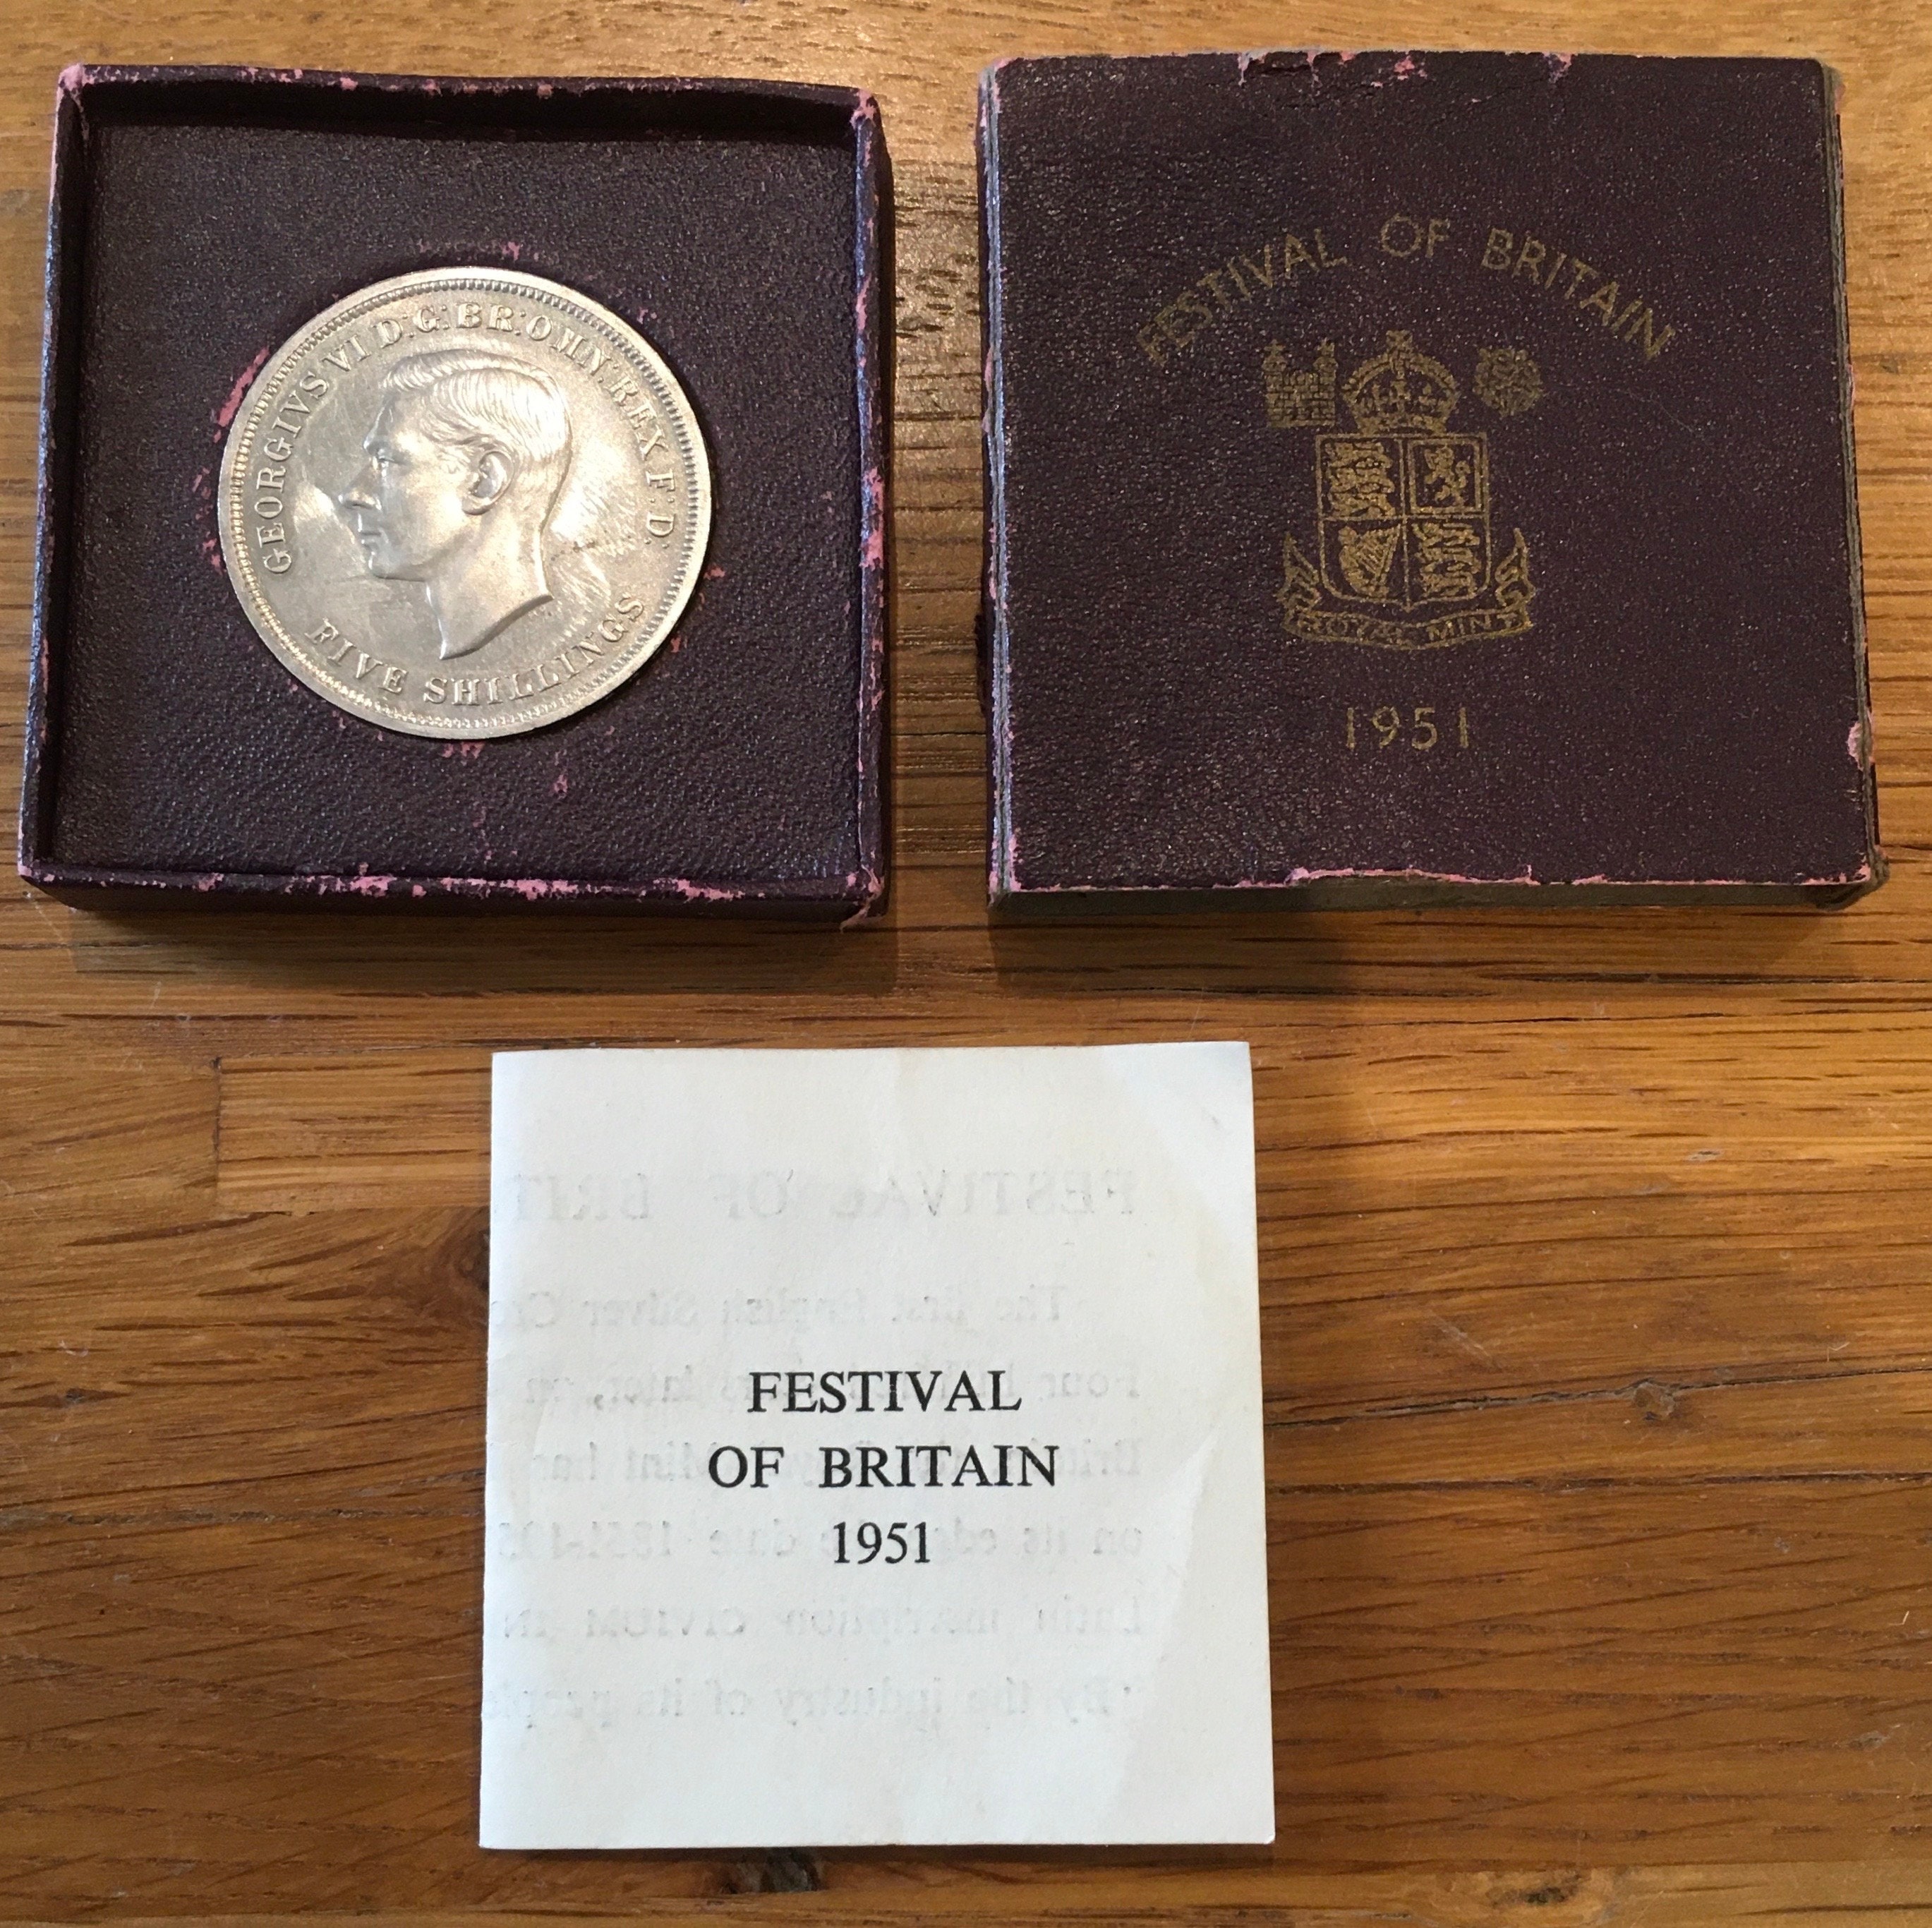 GEORGIVS VI D:G:BR:OMN:REX F:D:
FIVE SHILLINGS
FESTIVAL OF BRITAIN
ROYAL MINT
1951
FESTIVAL
OF BRITAIN
1951